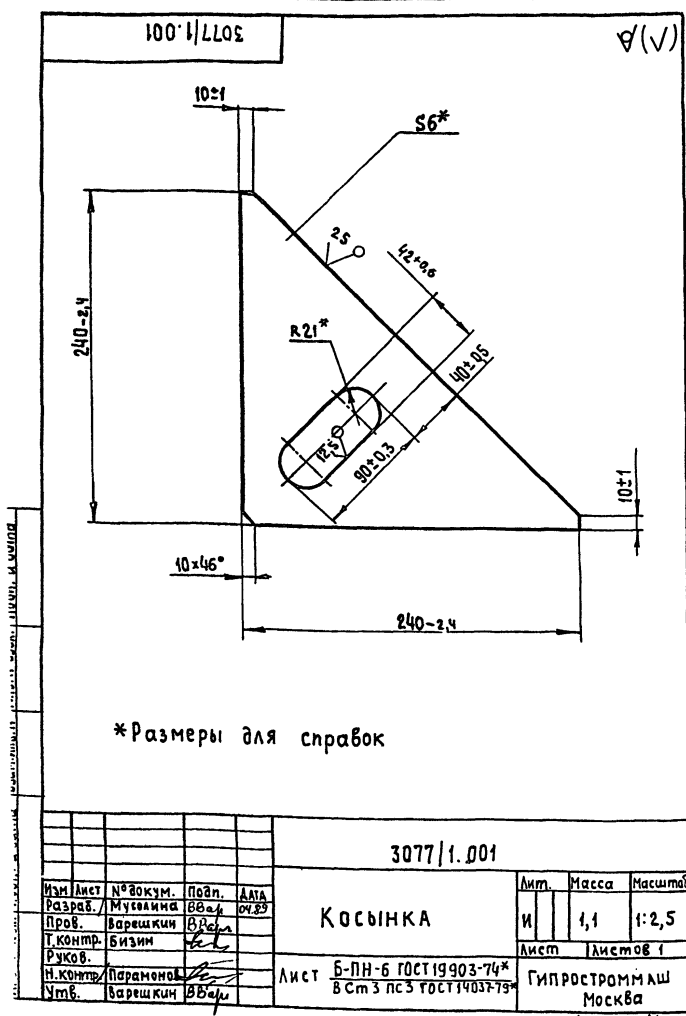 3077/1.001
(√)
10±1
S6*
25
42+0,6
240-2,4
R21*
40±0,5
12,5
90±0,3
10±1
10×46°
240-2,4
*Размеры для справок
3077/1.001
Изм Лист № докум. Подп. Дата
Разраб. Мусолина 04.89
Пров. Варешкин
Т.контр. Бизин
Руков.
Н.контр. Парамонов
Утв. Варешкин
Косынка
Лит. Масса Масштаб
И 1,1 1:2,5
Лист Листов 1
Лист Б-ПН-6 ГОСТ 19903-74*
ВСт3 пс3 ГОСТ 14037-79*
Гипростроммаш
Москва